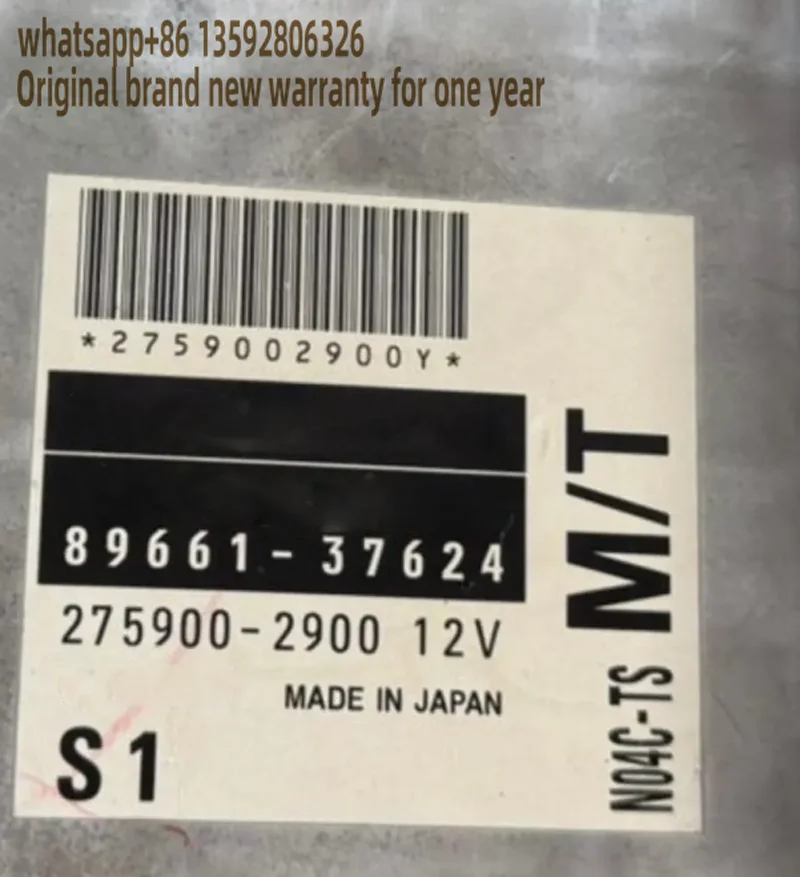 whatsapp+86 13592806326
Original brand new warranty for one year
*2759002900Y*
89661-37624
275900-2900 12V
MADE IN JAPAN
S1
M/T
N04C-TS